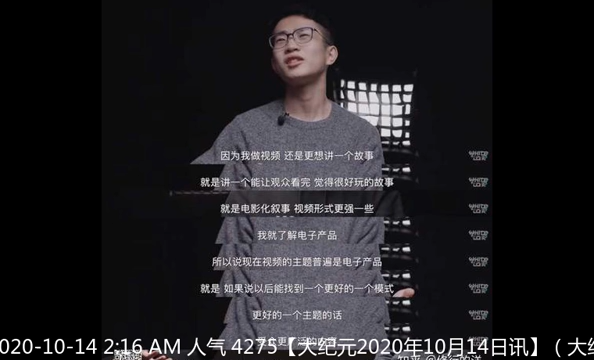 因为我做视频 还是更想讲一个故事
就是讲一个能让观众看完 觉得很好玩的故事
就是电影化叙事 视频形式更强一些
我就了解电子产品
所以说现在视频的主题普遍是电子产品
就是 如果说以后能找到一个更好的一个模式
更好的一个主题的话
020-10-14 2:16 AM 人气 4275【大纪元2020年10月14日讯】（大纪